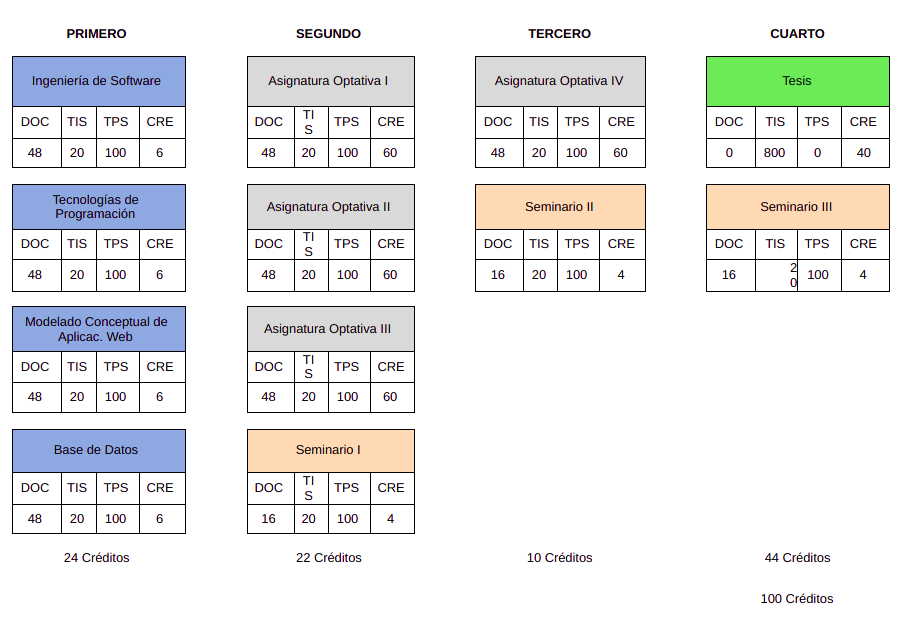 PRIMERO
Ingeniería de Software
DOC TIS TPS CRE
48 20 100 6
Tecnologías de
Programación
DOC TIS TPS CRE
48 20 100 6
Modelado Conceptual de
Aplicac. Web
DOC TIS TPS CRE
48 20 100 6
Base de Datos
DOC TIS TPS CRE
48 20 100 6
24 Créditos
SEGUNDO
Asignatura Optativa I
DOC TI
S TPS CRE
48 20 100 60
Asignatura Optativa II
DOC TI
S TPS CRE
48 20 100 60
Asignatura Optativa III
DOC TI
S TPS CRE
48 20 100 60
Seminario I
DOC TI
S TPS CRE
16 20 100 4
22 Créditos
TERCERO
Asignatura Optativa IV
DOC TIS TPS CRE
48 20 100 60
Seminario II
DOC TIS TPS CRE
16 20 100 4
10 Créditos
CUARTO
Tesis
DOC TIS TPS CRE
0 800 0 40
Seminario III
DOC TIS TPS CRE
16 2
0 100 4
44 Créditos
100 Créditos